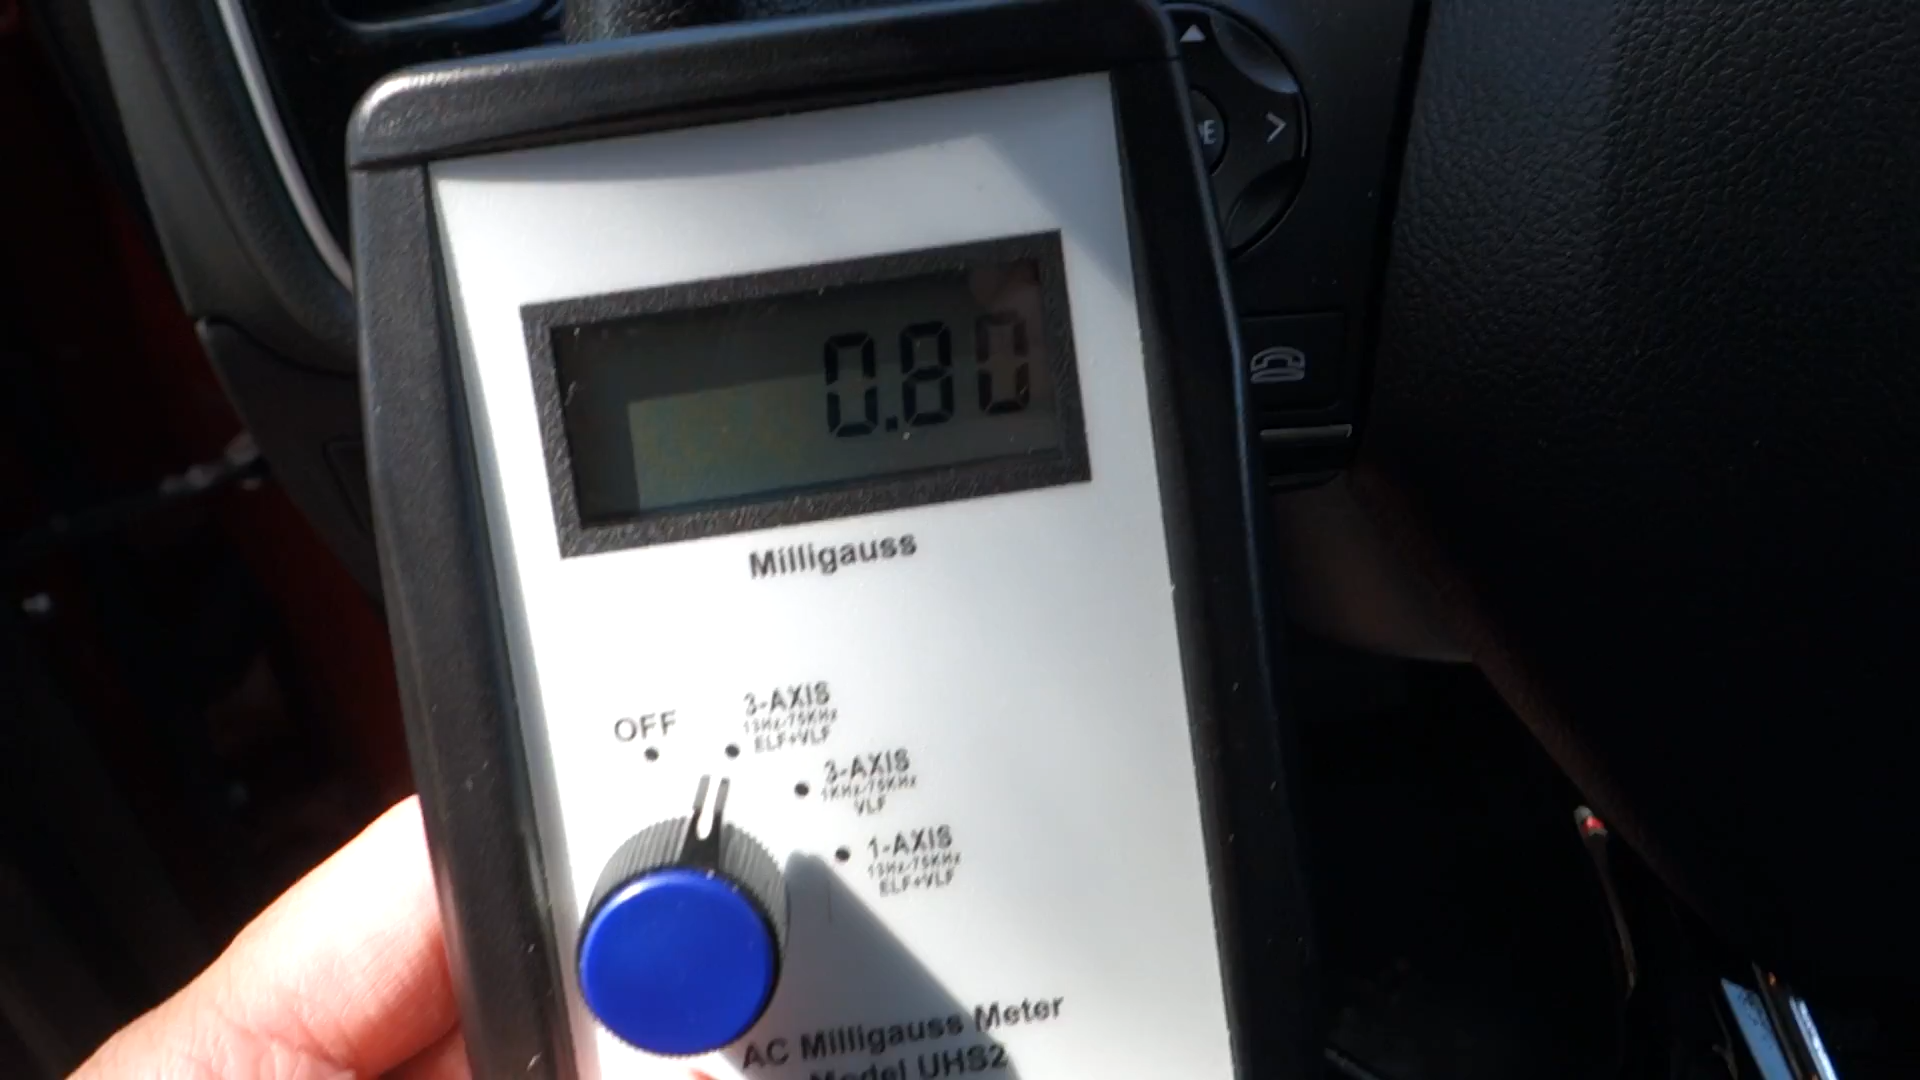 0.80
Milligauss
OFF
3-AXIS
13Hz-75KHz
ELF+VLF
3-AXIS
1KHz-75KHz
VLF
1-AXIS
13Hz-75KHz
ELF+VLF
AC Milligauss Meter
Model UHS2